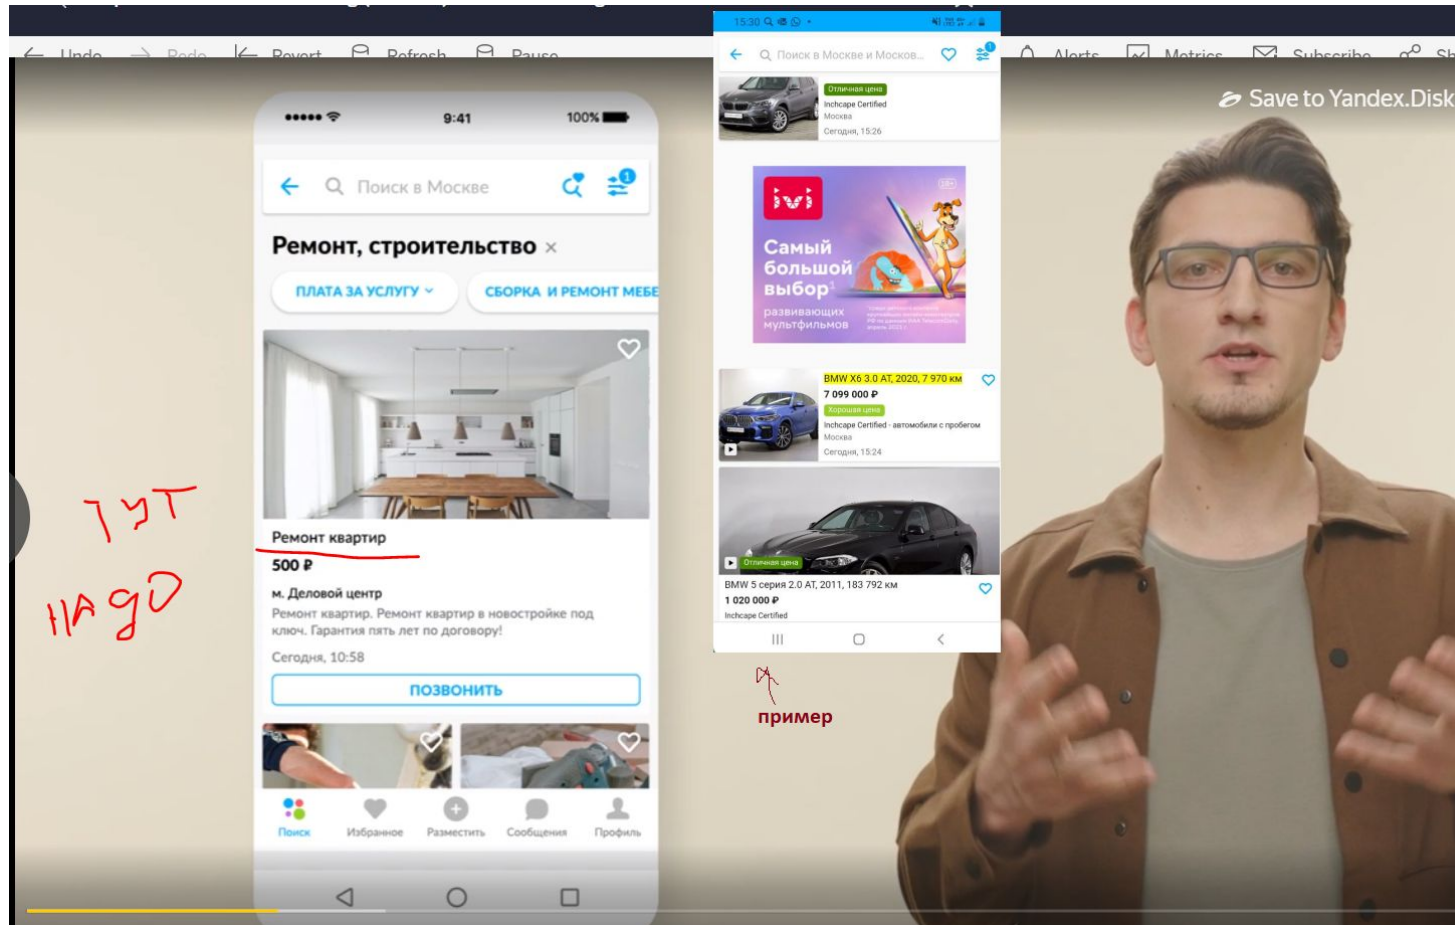 Undo
Redo
Revert
Refresh
Pause
Alerts
Metrics
Subscribe
Save to Yandex.Disk
9:41
100%
Поиск в Москве
1
Ремонт, строительство ×
ПЛАТА ЗА УСЛУГУ
СБОРКА И РЕМОНТ МЕБЕ
Ремонт квартир
500 ₽
м. Деловой центр
Ремонт квартир. Ремонт квартир в новостройке под
ключ. Гарантия пять лет по договору!
Сегодня, 10:58
ПОЗВОНИТЬ
Поиск
Избранное
Разместить
Сообщения
Профиль
ТУТ
НАДО
15:30
Поиск в Москве и Москов...
1
Отличная цена
Inchcape Certified
Москва
Сегодня, 15:26
ivi
Самый
большой
выбор¹
развивающих
мультфильмов
BMW X6 3.0 AT, 2020, 7 970 км
7 099 000 ₽
Хорошая цена
Inchcape Certified - автомобили с пробегом
Москва
Сегодня, 15:24
Отличная цена
BMW 5 серия 2.0 AT, 2011, 183 792 км
1 020 000 ₽
Inchcape Certified
пример